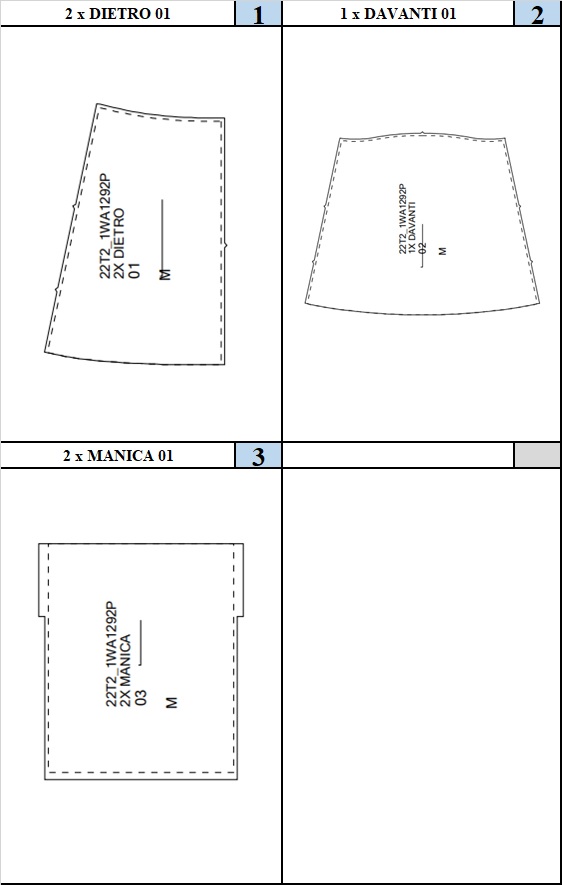 2 x DIETRO 01
1
1 x DAVANTI 01
2
22T2_1WA1292P
2X DIETRO
01
M
22T2_1WA1292P
1X DAVANTI
02
M
2 x MANICA 01
3
22T2_1WA1292P
2X MANICA
03
M